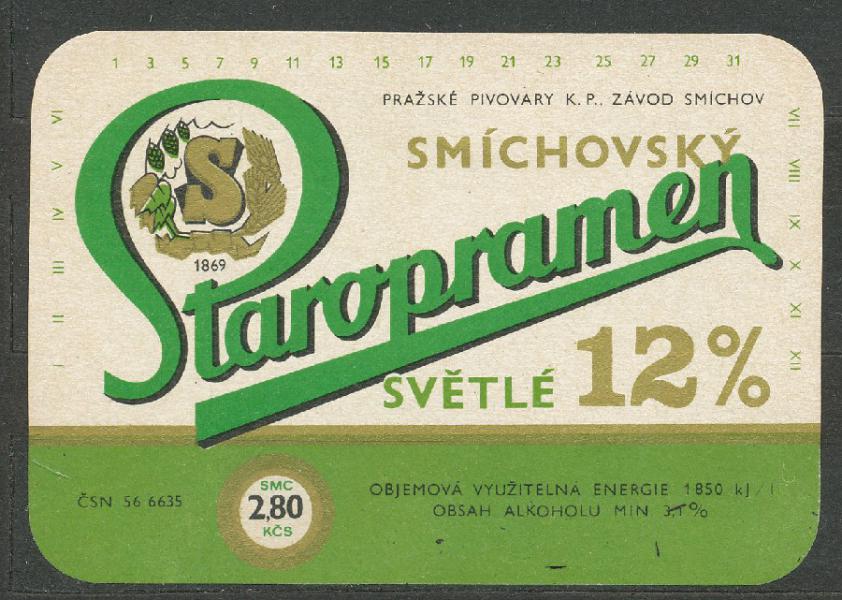 1 3 5 7 9 11 13 15 17 19 21 23 25 27 29 31
PRAŽSKÉ PIVOVARY K.P., ZÁVOD SMÍCHOV
SMÍCHOVSKÝ
S
1869
Staropramen
SVĚTLÉ 12%
I II III IV V VI
VII VIII IX X XI XII
ČSN 56 6635
SMC
2,80
KČS
OBJEMOVÁ VYUŽITELNÁ ENERGIE 1850 kJ/l
OBSAH ALKOHOLU MIN 3,1%